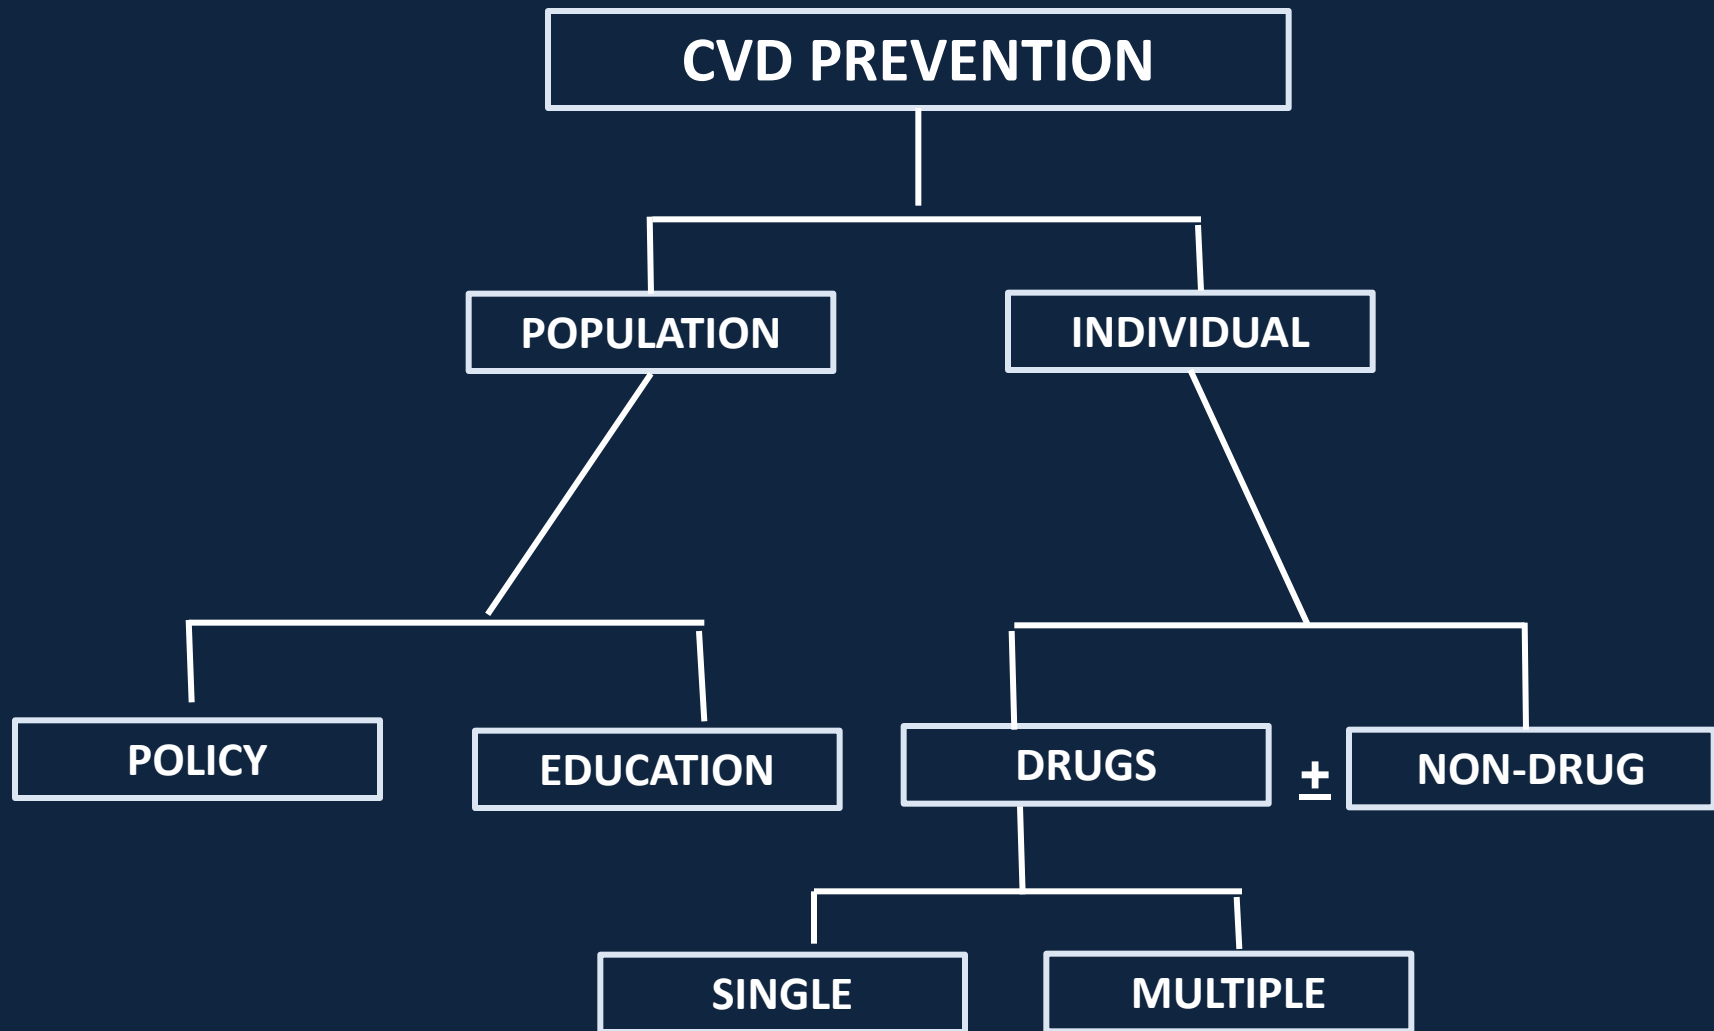 CVD PREVENTION
POPULATION
INDIVIDUAL
POLICY
EDUCATION
DRUGS
±
NON-DRUG
SINGLE
MULTIPLE